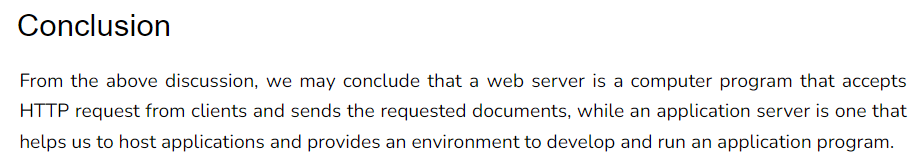 Conclusion
From the above discussion, we may conclude that a web server is a computer program that accepts
HTTP request from clients and sends the requested documents, while an application server is one that
helps us to host applications and provides an environment to develop and run an application program.